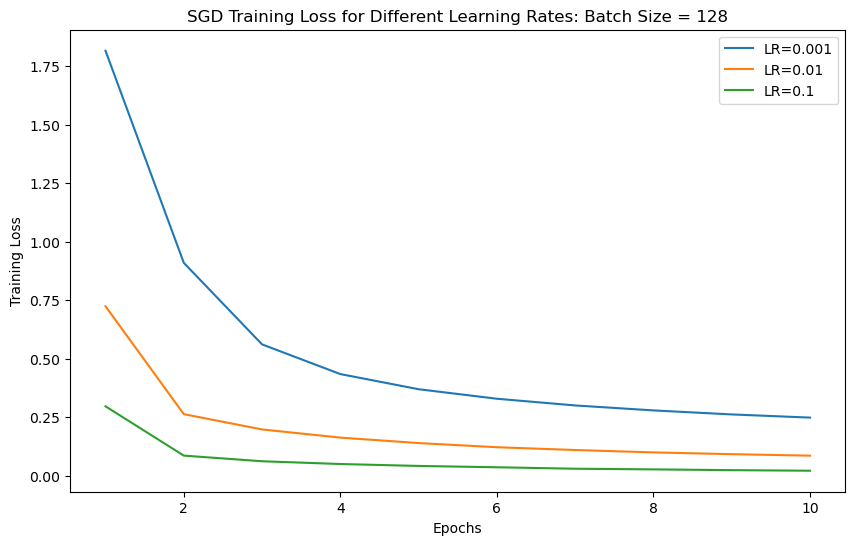 SGD Training Loss for Different Learning Rates: Batch Size = 128
LR=0.001
LR=0.01
LR=0.1
Training Loss
1.75
1.50
1.25
1.00
0.75
0.50
0.25
0.00
2 4 6 8 10
Epochs